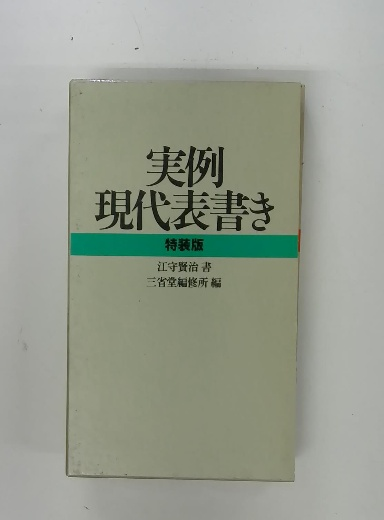 実例
現代表書き
特装版
江守賢治 書
三省堂編修所 編